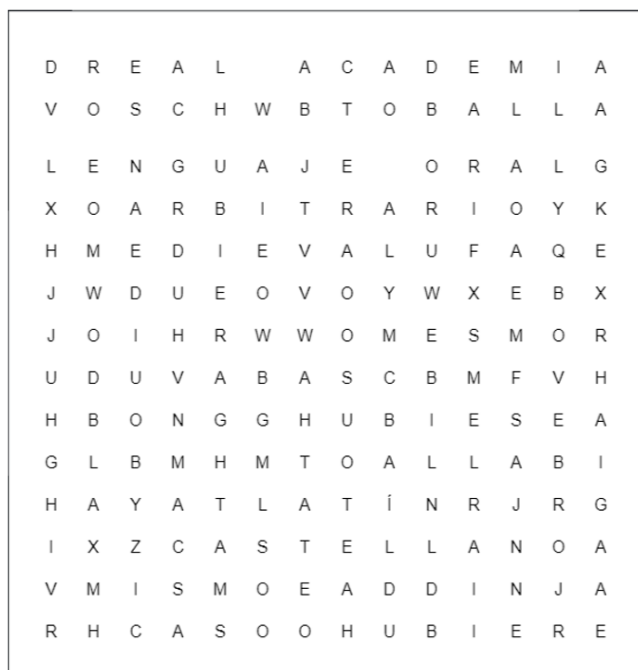 D R E A L   A C A D E M I A
V O S C H W B T O B A L L A
L E N G U A J E   O R A L G
X O A R B I T R A R I O Y K
H M E D I E V A L U F A Q E
J W D U E O V O Y W X E B X
J O I H R W W O M E S M O R
U D U V A B A S C B M F V H
H B O N G G H U B I E S E A
G L B M H M T O A L L A B I
H A Y A T L A T Í N R J R G
I X Z C A S T E L L A N O A
V M I S M O E A D D I N J A
R H C A S O O H U B I E R E